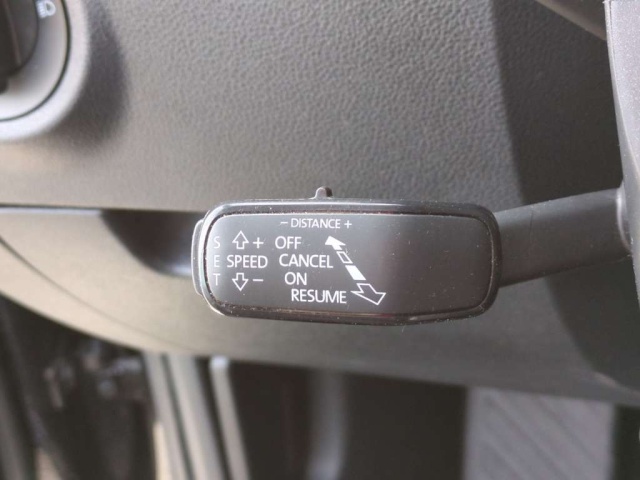 - DISTANCE +
S + OFF
E SPEED CANCEL
T - ON
RESUME